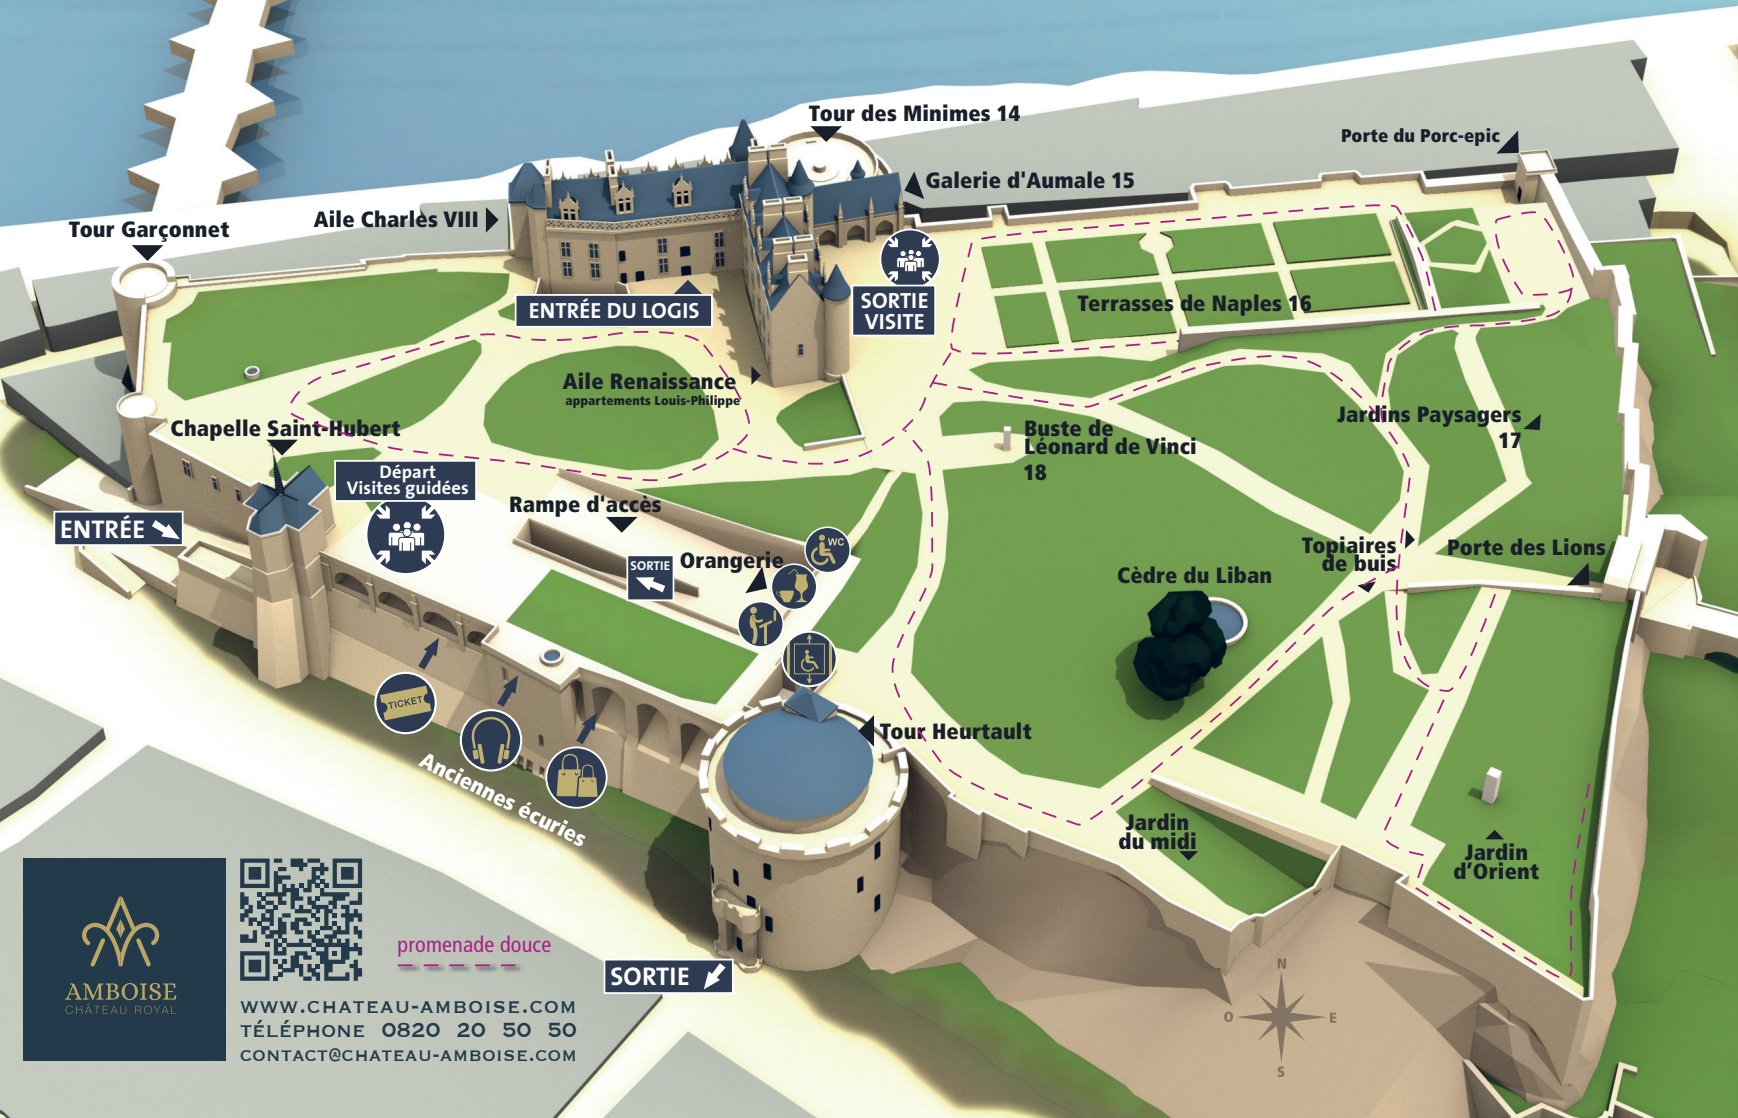 Tour des Minimes 14
Porte du Porc-epic
Galerie d'Aumale 15
Aile Charles VIII
Tour Garçonnet
ENTRÉE DU LOGIS
SORTIE
VISITE
Terrasses de Naples 16
Aile Renaissance
appartements Louis-Philippe
Jardins Paysagers
17
Chapelle Saint-Hubert
Buste de
Léonard de Vinci
18
Départ
Visites guidées
Rampe d'accès
ENTRÉE
WC
SORTIE
Orangerie
Topiaires
de buis
Porte des Lions
Cèdre du Liban
TICKET
Tour Heurtault
Anciennes écuries
Jardin
du midi
Jardin
d'Orient
promenade douce
SORTIE
AMBOISE
CHÂTEAU ROYAL
WWW.CHATEAU-AMBOISE.COM
TÉLÉPHONE 0820 20 50 50
CONTACT@CHATEAU-AMBOISE.COM
N
O
E
S